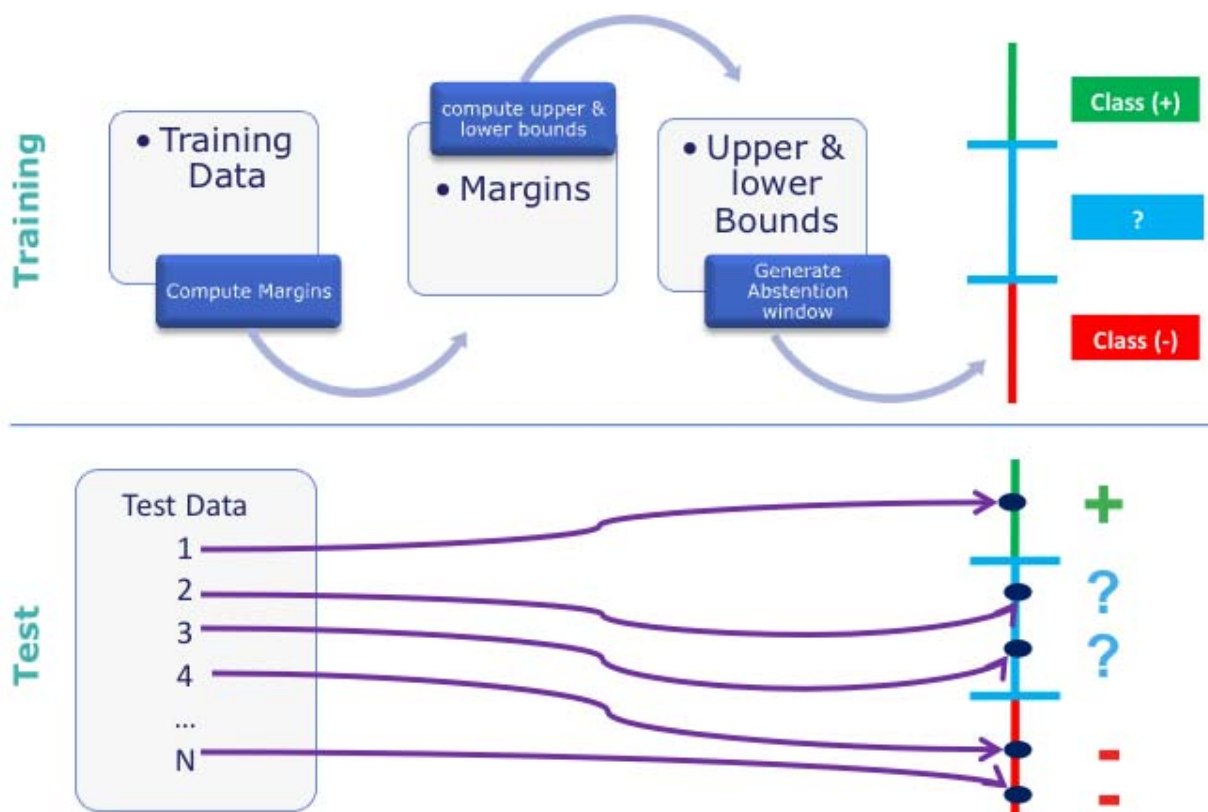 Training
• Training
Data
Compute Margins
compute upper &
lower bounds
• Margins
• Upper &
lower
Bounds
Generate
Abstention
window
Class (+)
?
Class (-)
Test
Test Data
1
2
3
4
...
N
+
?
?
-
-